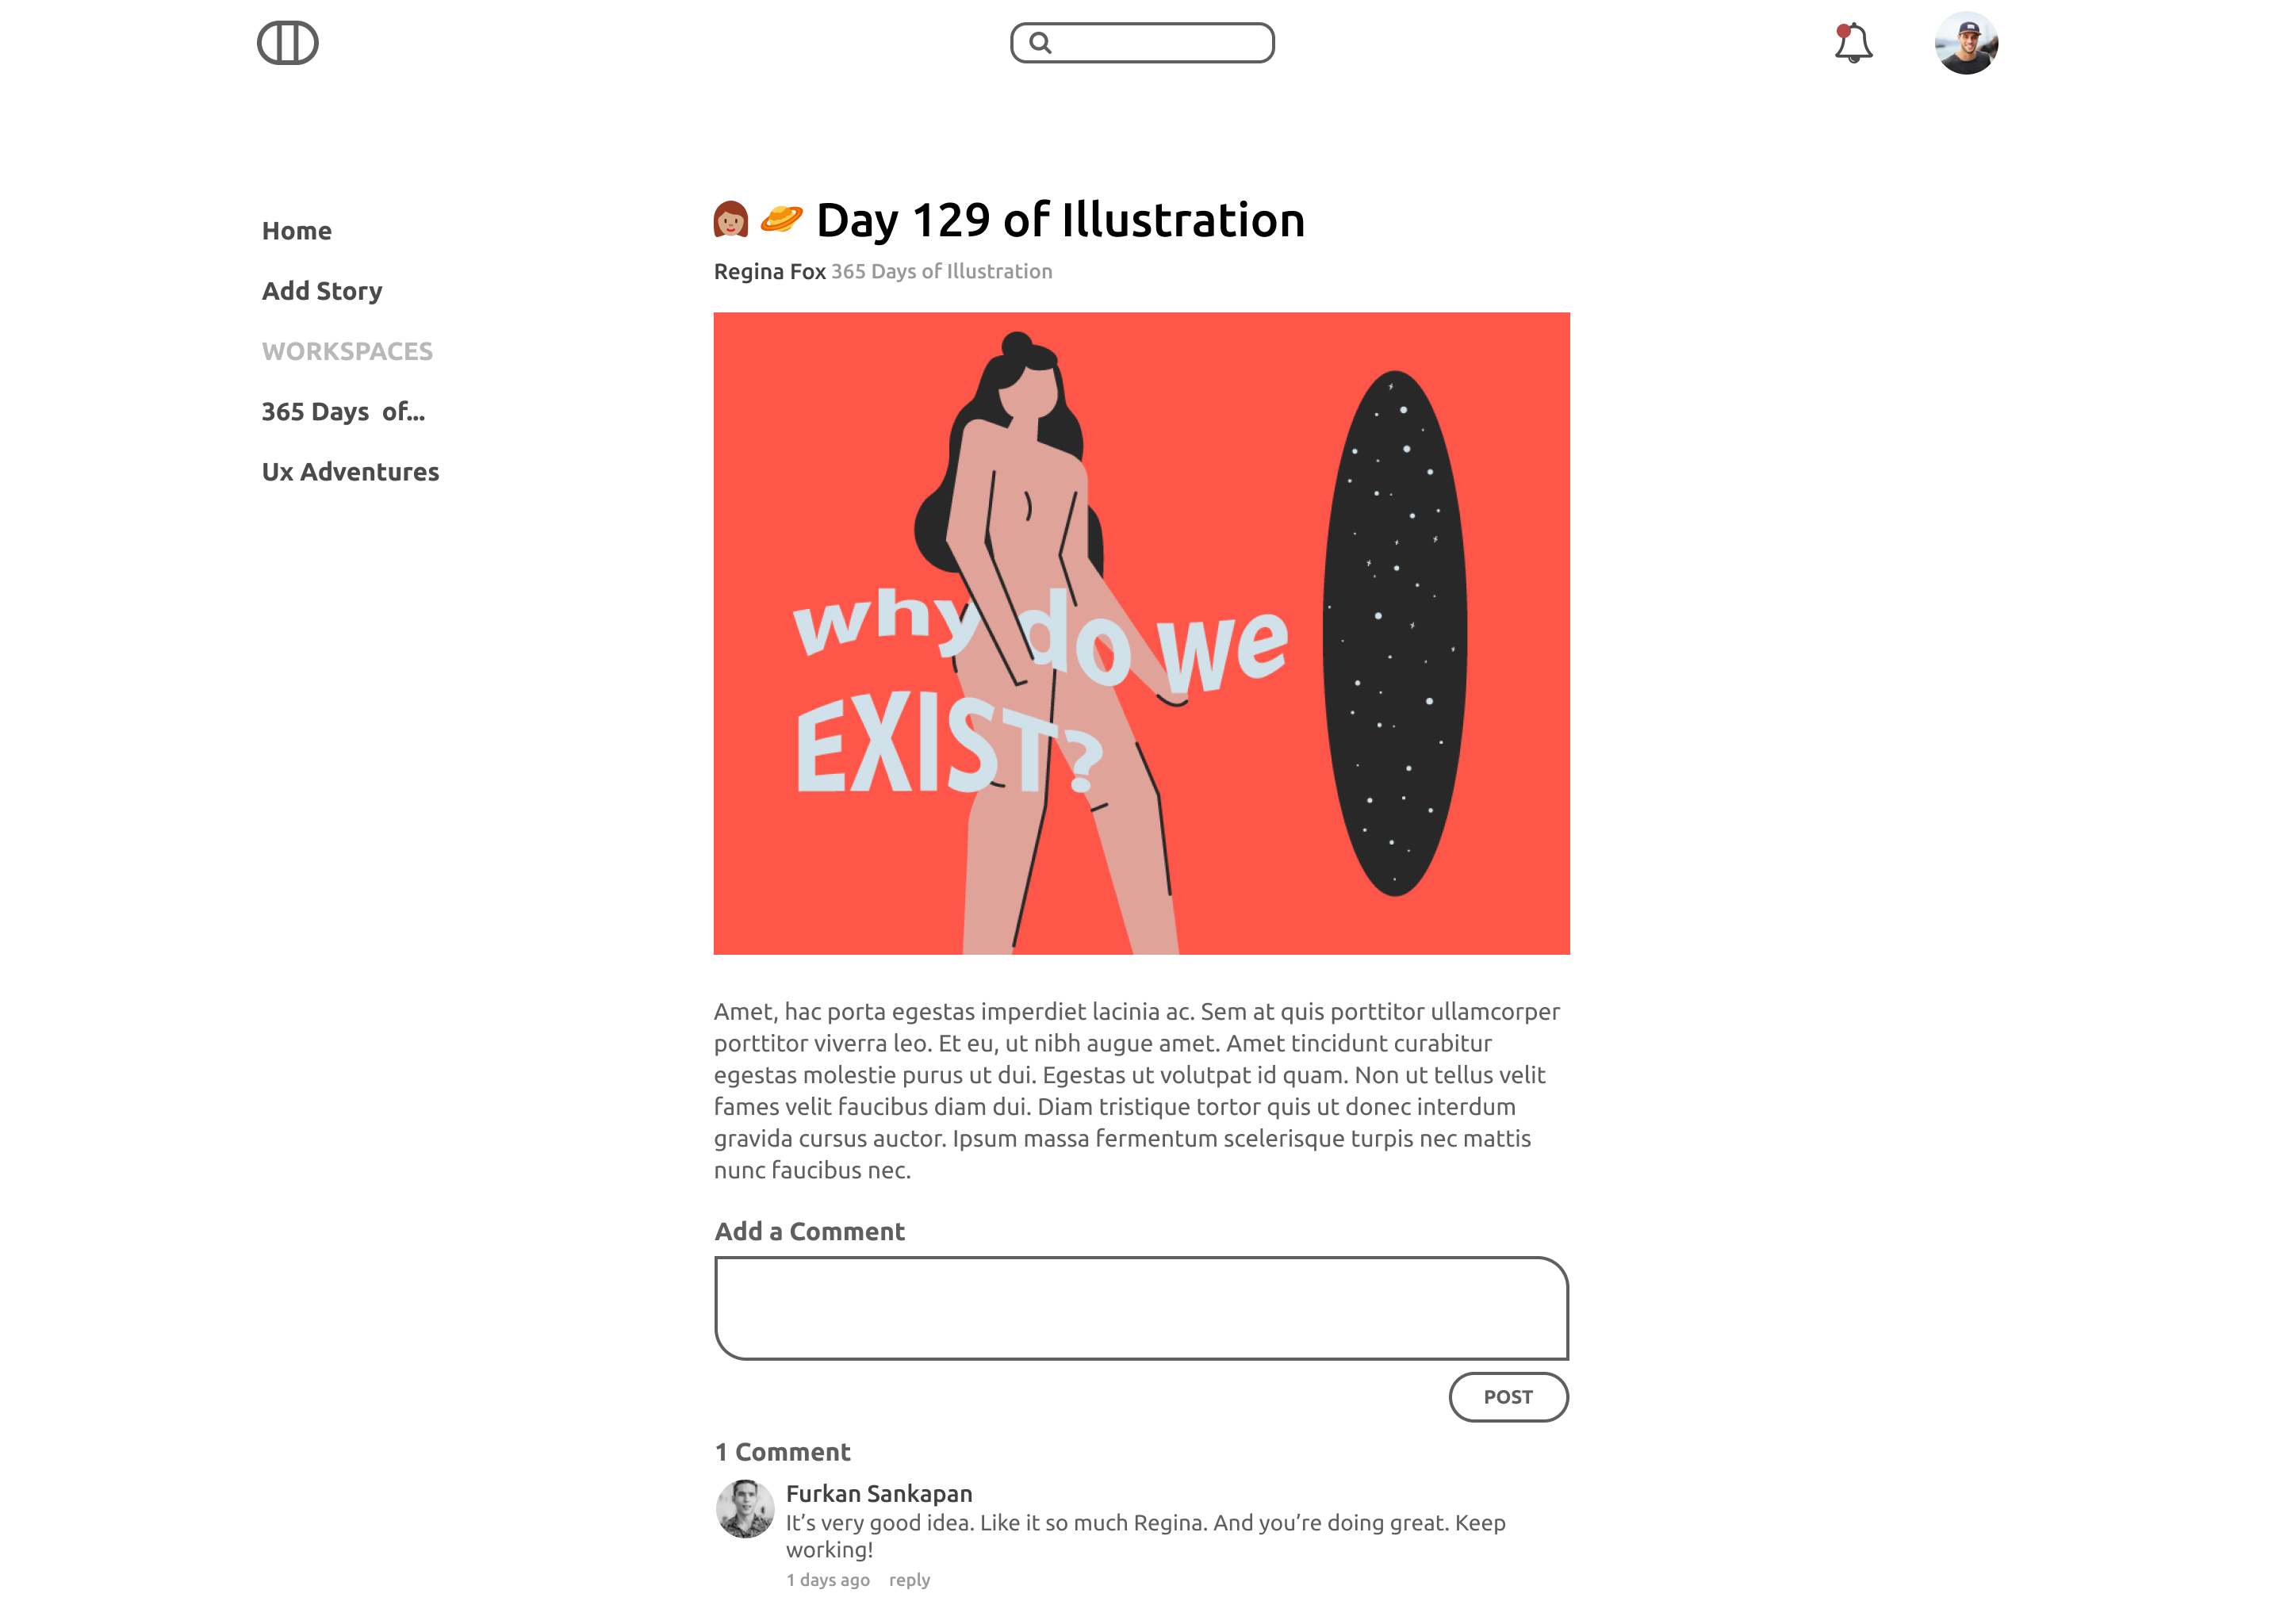 Home
Add Story
WORKSPACES
365 Days of...
Ux Adventures
Day 129 of Illustration
Regina Fox 365 Days of Illustration
why do we
EXIST?
Amet, hac porta egestas imperdiet lacinia ac. Sem at quis porttitor ullamcorper
porttitor viverra leo. Et eu, ut nibh augue amet. Amet tincidunt curabitur
egestas molestie purus ut dui. Egestas ut volutpat id quam. Non ut tellus velit
fames velit faucibus diam dui. Diam tristique tortor quis ut donec interdum
gravida cursus auctor. Ipsum massa fermentum scelerisque turpis nec mattis
nunc faucibus nec.
Add a Comment
POST
1 Comment
Furkan Sankapan
It’s very good idea. Like it so much Regina. And you’re doing great. Keep
working!
1 days ago reply